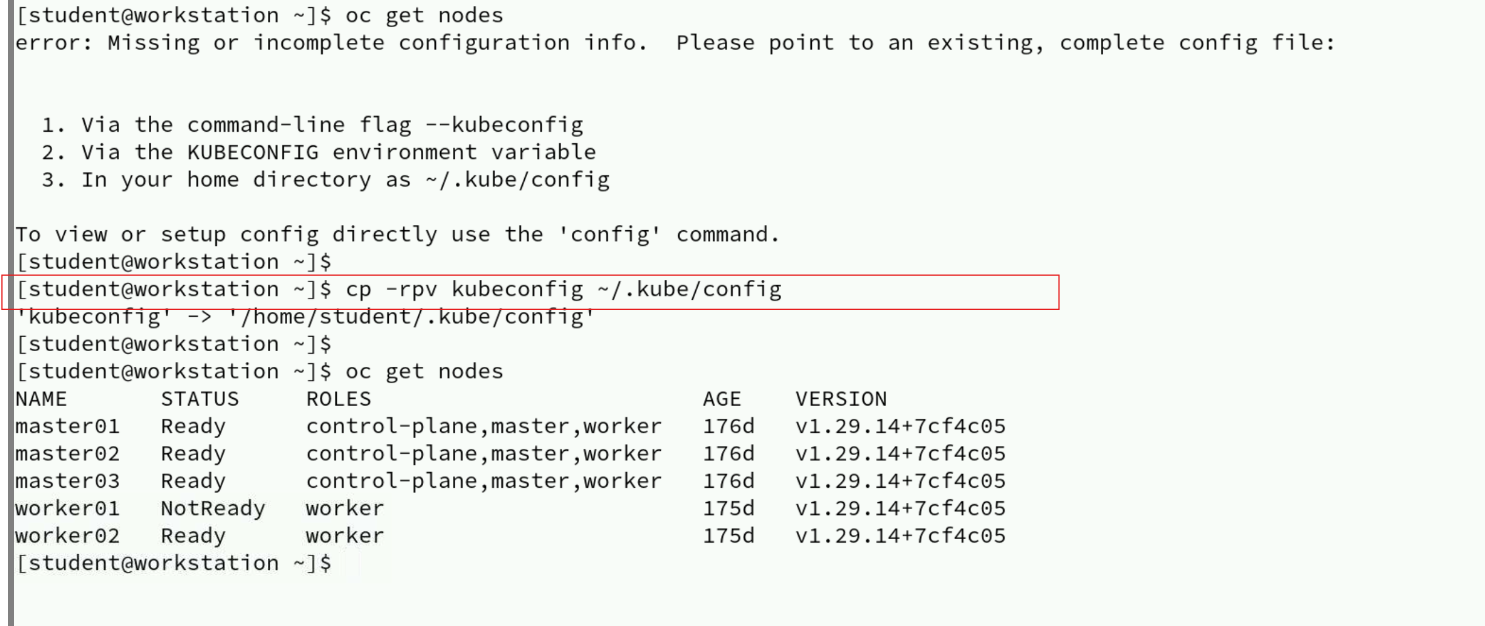 [student@workstation ~]$ oc get nodes
error: Missing or incomplete configuration info.  Please point to an existing, complete config file:
  1. Via the command-line flag --kubeconfig
  2. Via the KUBECONFIG environment variable
  3. In your home directory as ~/.kube/config
To view or setup config directly use the 'config' command.
[student@workstation ~]$
[student@workstation ~]$ cp -rpv kubeconfig ~/.kube/config
'kubeconfig' -> '/home/student/.kube/config'
[student@workstation ~]$
[student@workstation ~]$ oc get nodes
NAME       STATUS     ROLES                         AGE    VERSION
master01   Ready      control-plane,master,worker   176d   v1.29.14+7cf4c05
master02   Ready      control-plane,master,worker   176d   v1.29.14+7cf4c05
master03   Ready      control-plane,master,worker   176d   v1.29.14+7cf4c05
worker01   NotReady   worker                        175d   v1.29.14+7cf4c05
worker02   Ready      worker                        175d   v1.29.14+7cf4c05
[student@workstation ~]$